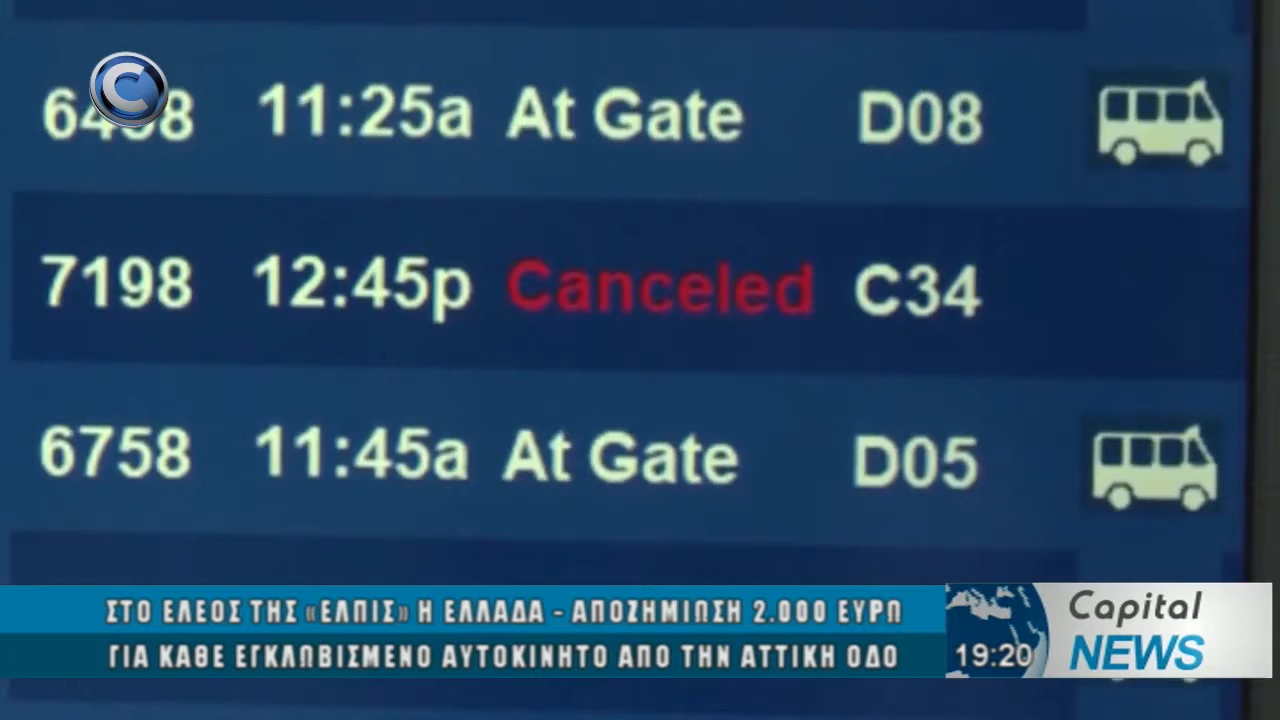 11:25a At Gate D08
7198 12:45p Canceled C34
6758 11:45a At Gate D05
ΣΤΟ ΕΛΕΟΣ ΤΗΣ «ΕΛΠΙΣ» Η ΕΛΛΑΔΑ - ΑΠΟΖΗΜΙΩΣΗ 2.000 ΕΥΡΩ
ΓΙΑ ΚΑΘΕ ΕΓΚΛΩΒΙΣΜΕΝΟ ΑΥΤΟΚΙΝΗΤΟ ΑΠΟ ΤΗΝ ΑΤΤΙΚΗ ΟΔΟ
19:20
Capital
NEWS